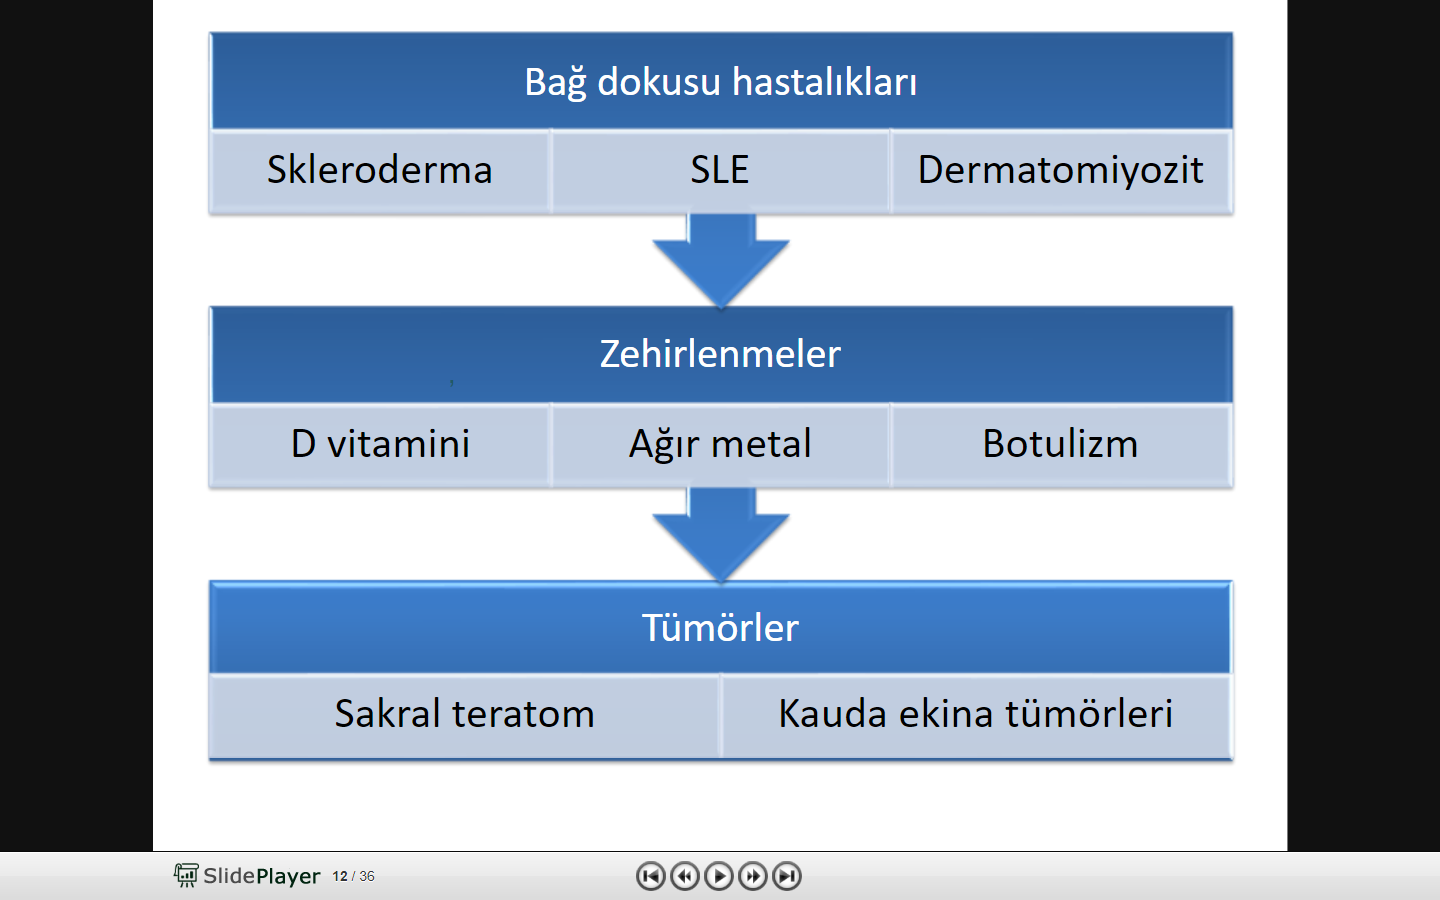 Bağ dokusu hastalıkları
Skleroderma SLE Dermatomiyozit
Zehirlenmeler
D vitamini Ağır metal Botulizm
Tümörler
Sakral teratom Kauda ekina tümörleri
SlidePlayer 12 / 36